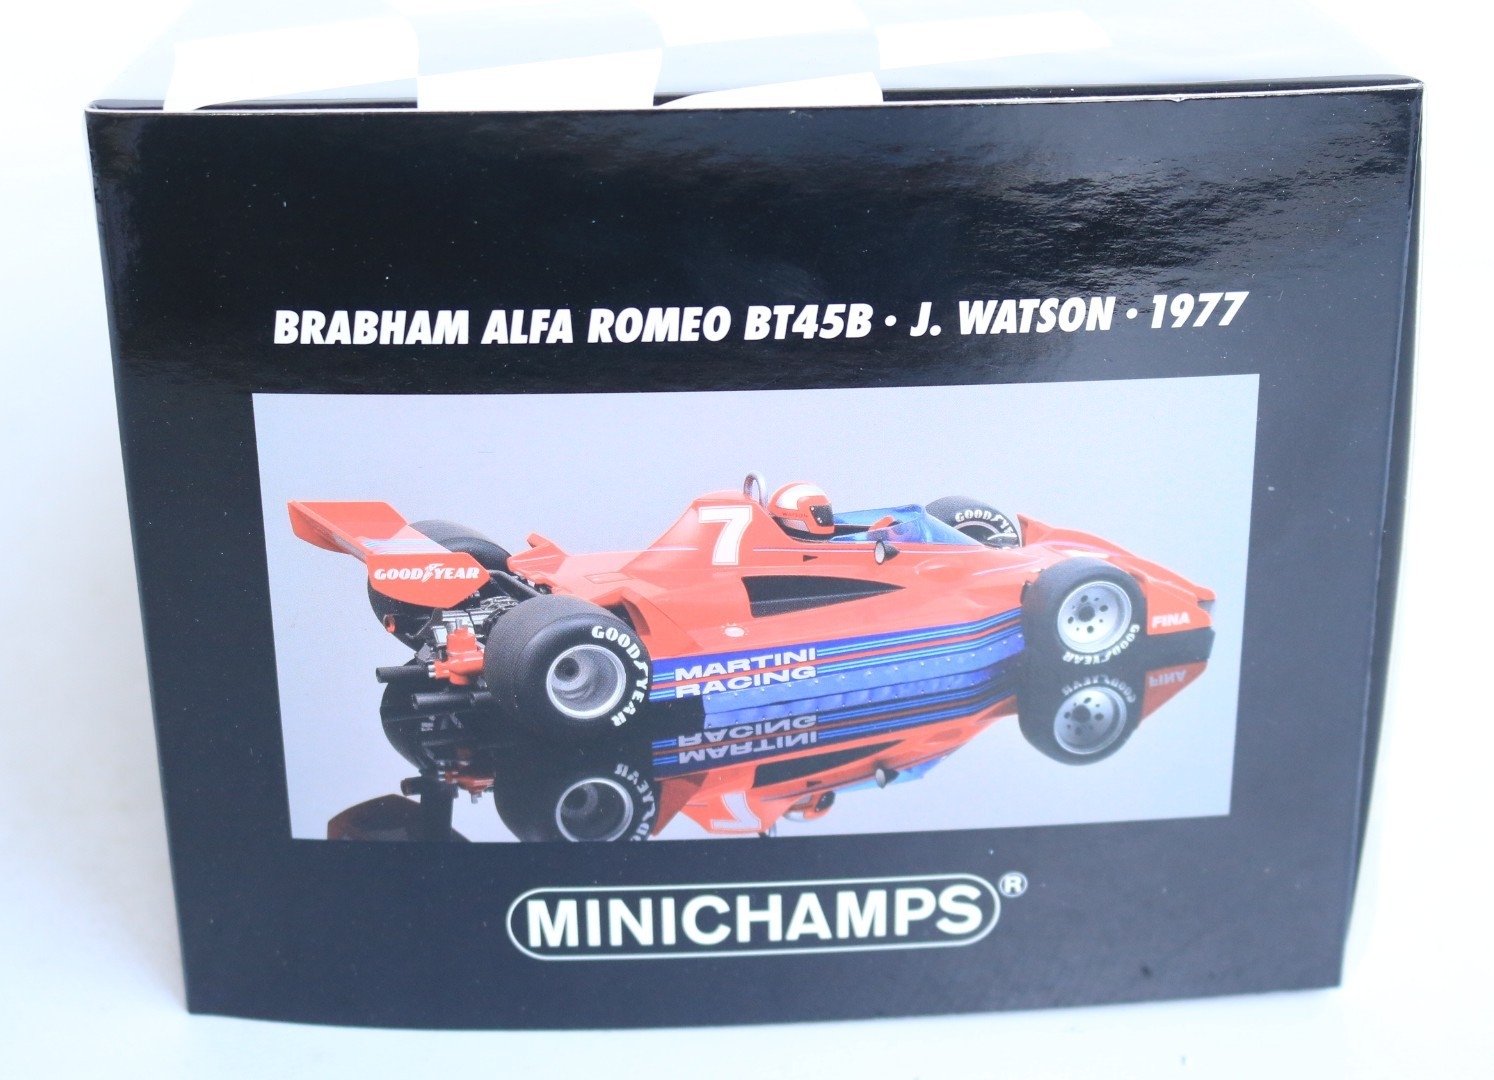 BRABHAM ALFA ROMEO BT45B · J. WATSON · 1977
7
GOODYEAR
GOODYEAR
GOODYEAR
GOODYEAR
FINA
MARTINI
RACING
MINICHAMPS®